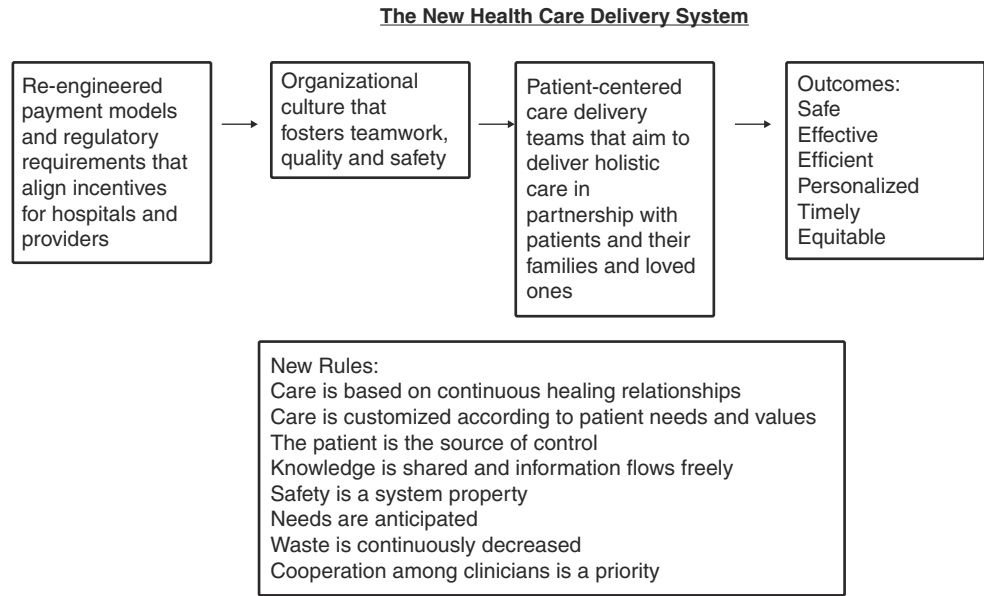 The New Health Care Delivery System
Re-engineered
payment models
and regulatory
requirements that
align incentives
for hospitals and
providers
Organizational
culture that
fosters teamwork,
quality and safety
Patient-centered
care delivery
teams that aim to
deliver holistic
care in
partnership with
patients and their
families and loved
ones
Outcomes:
Safe
Effective
Efficient
Personalized
Timely
Equitable
New Rules:
Care is based on continuous healing relationships
Care is customized according to patient needs and values
The patient is the source of control
Knowledge is shared and information flows freely
Safety is a system property
Needs are anticipated
Waste is continuously decreased
Cooperation among clinicians is a priority